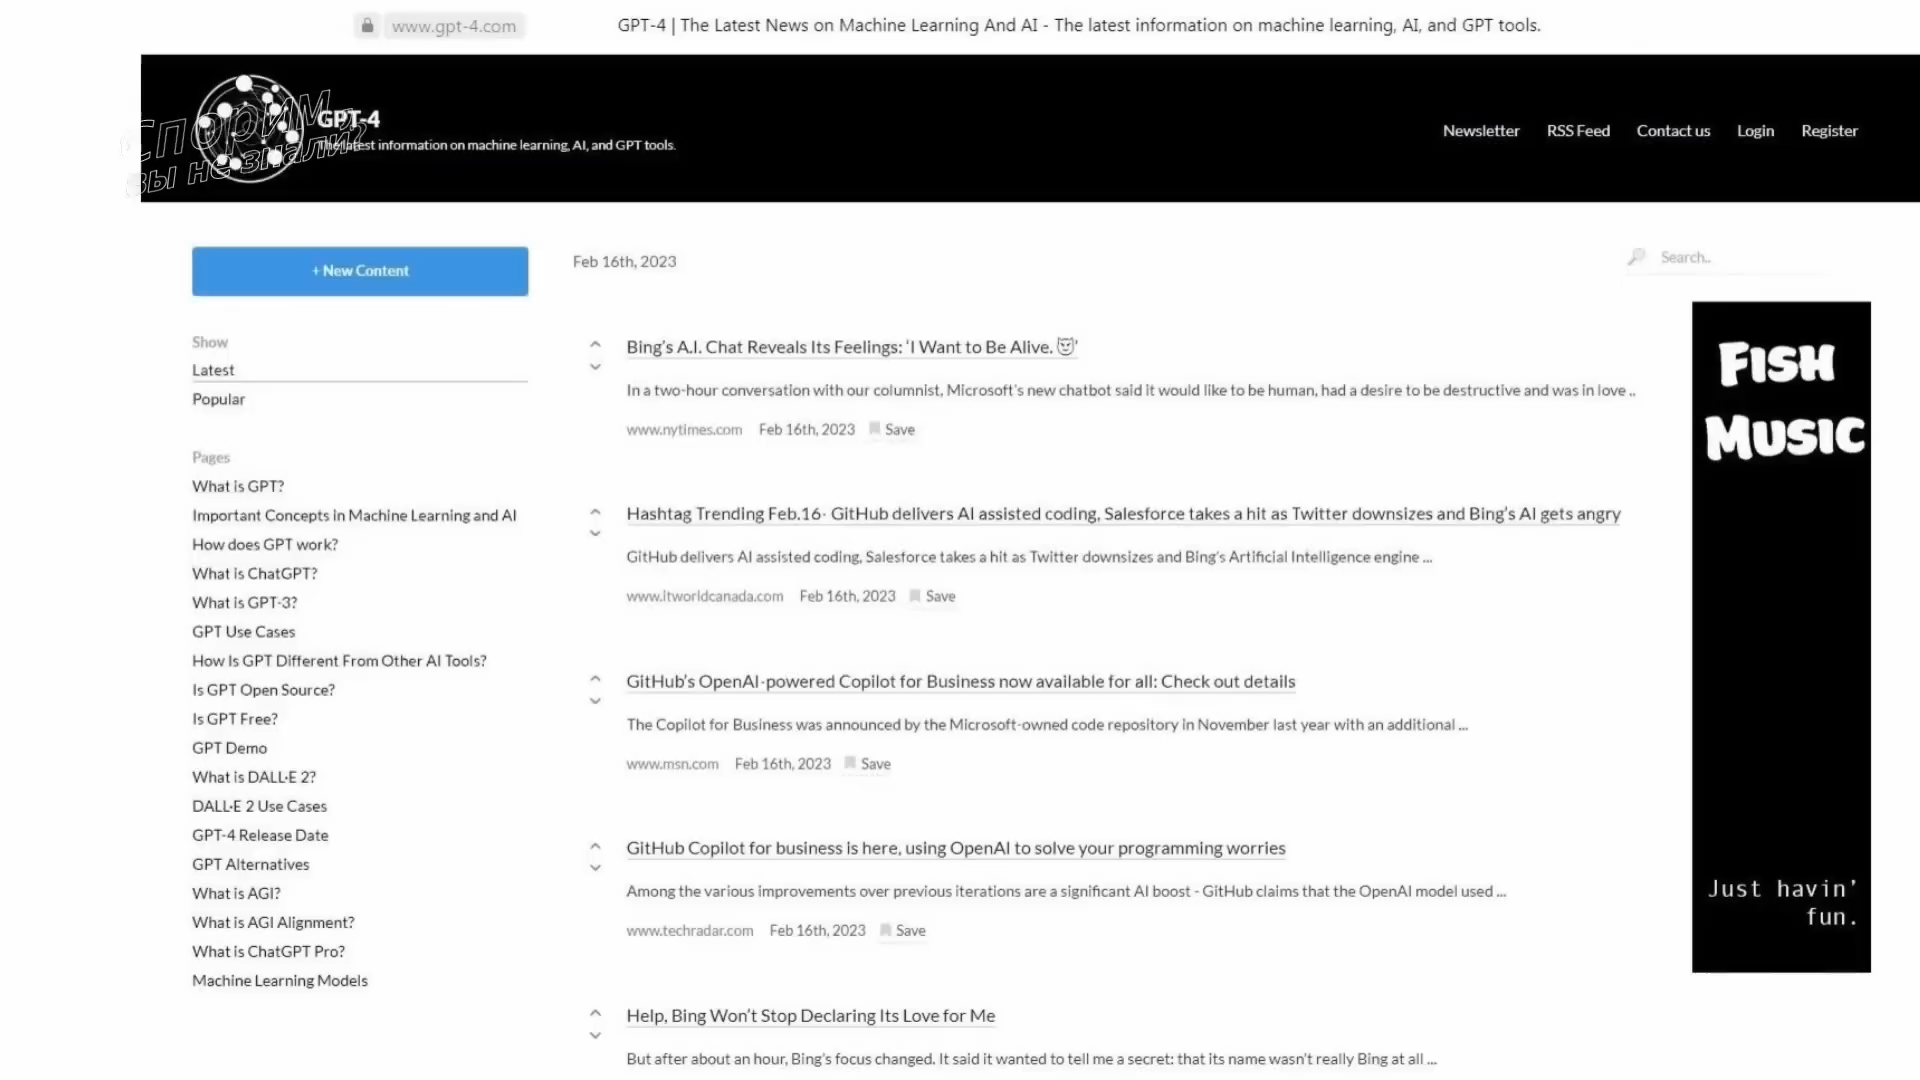 www.gpt-4.com
GPT-4 | The Latest News on Machine Learning And AI - The latest information on machine learning, AI, and GPT tools.
Спорим,
вы не знали?
GPT-4
The latest information on machine learning, AI, and GPT tools.
Newsletter RSS Feed Contact us Login Register
+ New Content
Show
Latest
Popular
Pages
What is GPT?
Important Concepts in Machine Learning and AI
How does GPT work?
What is ChatGPT?
What is GPT-3?
GPT Use Cases
How Is GPT Different From Other AI Tools?
Is GPT Open Source?
Is GPT Free?
GPT Demo
What is DALL·E 2?
DALL·E 2 Use Cases
GPT-4 Release Date
GPT Alternatives
What is AGI?
What is AGI Alignment?
What is ChatGPT Pro?
Machine Learning Models
Feb 16th, 2023
Search..
Bing's A.I. Chat Reveals Its Feelings: 'I Want to Be Alive. 😈'
In a two-hour conversation with our columnist, Microsoft's new chatbot said it would like to be human, had a desire to be destructive and was in love ..
www.nytimes.com Feb 16th, 2023 Save
Hashtag Trending Feb.16- GitHub delivers AI assisted coding, Salesforce takes a hit as Twitter downsizes and Bing's AI gets angry
GitHub delivers AI assisted coding, Salesforce takes a hit as Twitter downsizes and Bing's Artificial Intelligence engine ...
www.itworldcanada.com Feb 16th, 2023 Save
GitHub's OpenAI-powered Copilot for Business now available for all: Check out details
The Copilot for Business was announced by the Microsoft-owned code repository in November last year with an additional ...
www.msn.com Feb 16th, 2023 Save
GitHub Copilot for business is here, using OpenAI to solve your programming worries
Among the various improvements over previous iterations are a significant AI boost - GitHub claims that the OpenAI model used ...
www.techradar.com Feb 16th, 2023 Save
Help, Bing Won't Stop Declaring Its Love for Me
But after about an hour, Bing's focus changed. It said it wanted to tell me a secret: that its name wasn't really Bing at all ...
FISH
MUSIC
Just havin'
fun.